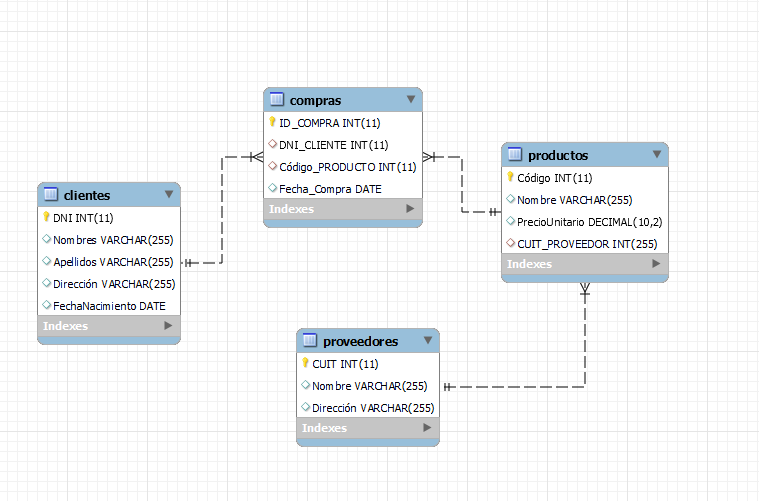 compras
ID_COMPRA INT(11)
DNI_CLIENTE INT(11)
Código_PRODUCTO INT(11)
Fecha_Compra DATE
Indexes
productos
Código INT(11)
Nombre VARCHAR(255)
PrecioUnitario DECIMAL(10,2)
CUIT_PROVEEDOR INT(255)
Indexes
clientes
DNI INT(11)
Nombres VARCHAR(255)
Apellidos VARCHAR(255)
Dirección VARCHAR(255)
FechaNacimiento DATE
Indexes
proveedores
CUIT INT(11)
Nombre VARCHAR(255)
Dirección VARCHAR(255)
Indexes